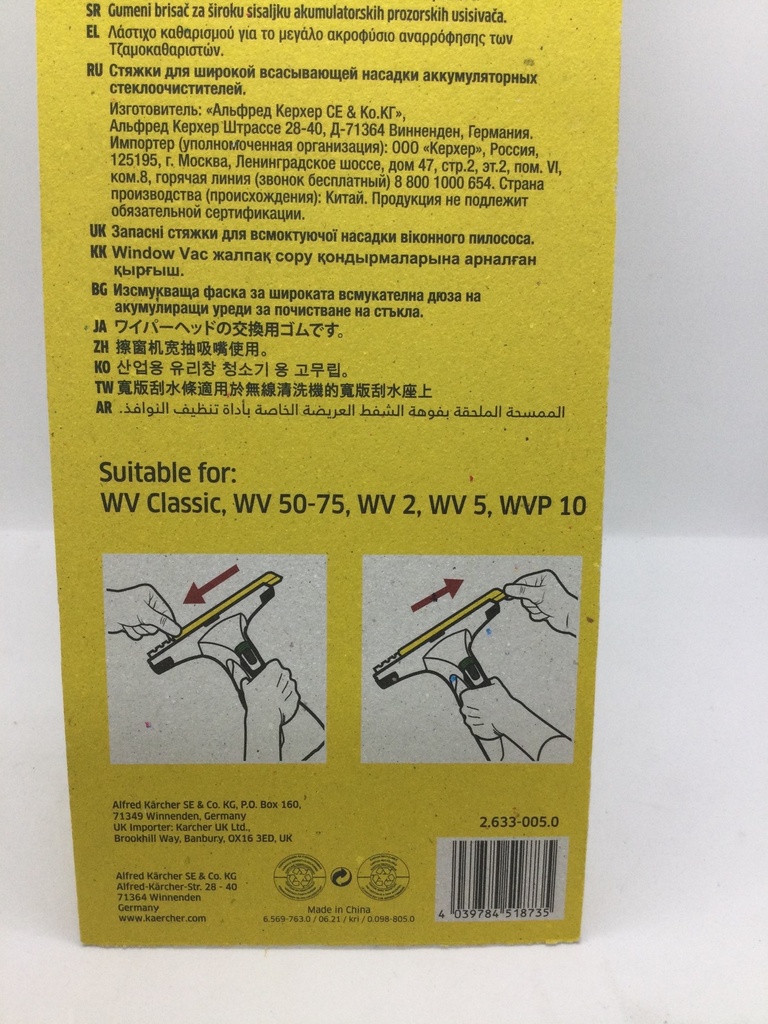 SR Gumeni brisač za široku sisaljku akumulatorskih prozorskih usisivača.
EL Λάστιχο καθαρισμού για το μεγάλο ακροφύσιο αναρρόφησης των
Τζαμοκαθαριστών.
RU Стяжки для широкой всасывающей насадки аккумуляторных
стеклоочистителей.
Изготовитель: «Альфред Керхер СЕ & Ко.КГ»,
Альфред Керхер Штрассе 28-40, Д-71364 Винненден, Германия.
Импортер (уполномоченная организация): ООО «Керхер», Россия,
125195, г. Москва, Ленинградское шоссе, дом 47, стр.2, эт.2, пом. VI,
ком.8, горячая линия (звонок бесплатный) 8 800 1000 654. Страна
производства (происхождения): Китай. Продукция не подлежит
обязательной сертификации.
UK Запасні стяжки для всмоктуючої насадки віконного пилососа.
KK Window Vac жалпақ сору қондырмаларына арналған
қырғыш.
BG Изсмукваща фаска за широката всмукателна дюза на
акумулиращи уреди за почистване на стъкла.
JA ワイパーヘッドの交換用ゴムです。
ZH 擦窗机宽抽吸嘴使用。
KO 산업용 유리창 청소기 용 고무립。
TW 寬版刮水條適用於無線清洗機的寬版刮水座上
AR الممسحة الملحقة بفوهة الشفط العريضة الخاصة بأداة تنظيف النوافذ.
Suitable for:
WV Classic, WV 50-75, WV 2, WV 5, WVP 10
Alfred Kärcher SE & Co. KG, P.O. Box 160,
71349 Winnenden, Germany
UK Importer: Karcher UK Ltd.,
Brookhill Way, Banbury, OX16 3ED, UK
2.633-005.0
Alfred Kärcher SE & Co. KG
Alfred-Kärcher-Str. 28 - 40
71364 Winnenden
Germany
www.kaercher.com
Made in China
6.569-763.0 / 06.21 / kri / 0.098-805.0
4 039784 518735